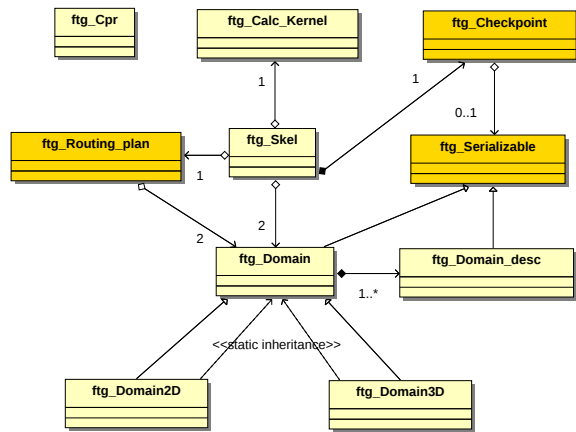 ftg_Cpr
ftg_Calc_Kernel
ftg_Checkpoint
1
1
0..1
ftg_Routing_plan
ftg_Skel
ftg_Serializable
1
2
2
ftg_Domain
ftg_Domain_desc
1..*
<<static inheritance>>
ftg_Domain2D
ftg_Domain3D